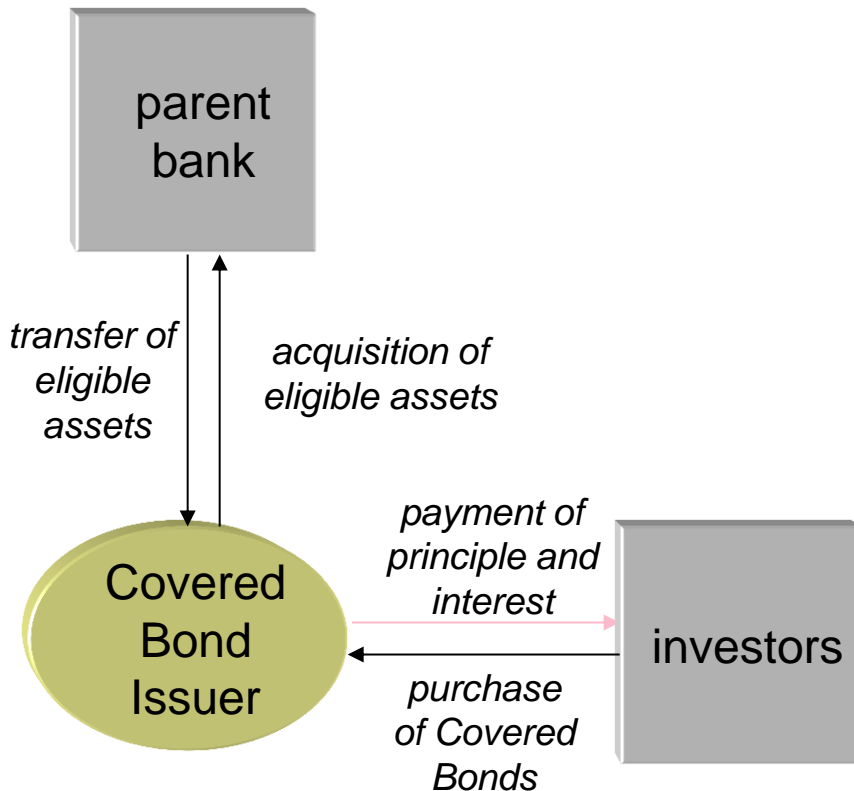 parent
bank
transfer of
eligible
assets
acquisition of
eligible assets
payment of
principle and
interest
Covered
Bond
Issuer
investors
purchase
of Covered
Bonds